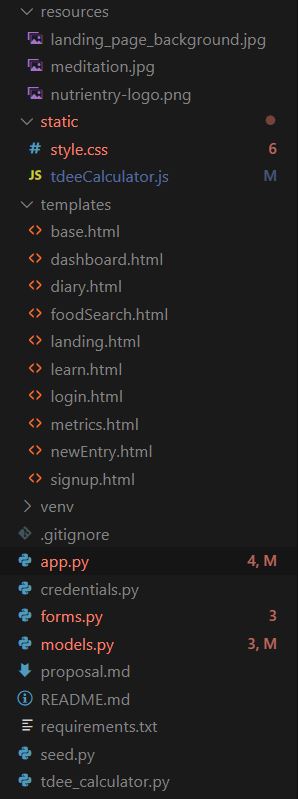 resources
landing_page_background.jpg
meditation.jpg
nutrientry-logo.png
static
# style.css 6
JS tdeeCalculator.js M
templates
<> base.html
<> dashboard.html
<> diary.html
<> foodSearch.html
<> landing.html
<> learn.html
<> login.html
<> metrics.html
<> newEntry.html
<> signup.html
venv
.gitignore
app.py 4, M
credentials.py
forms.py 3
models.py 3, M
proposal.md
README.md
requirements.txt
seed.py
tdee_calculator.py